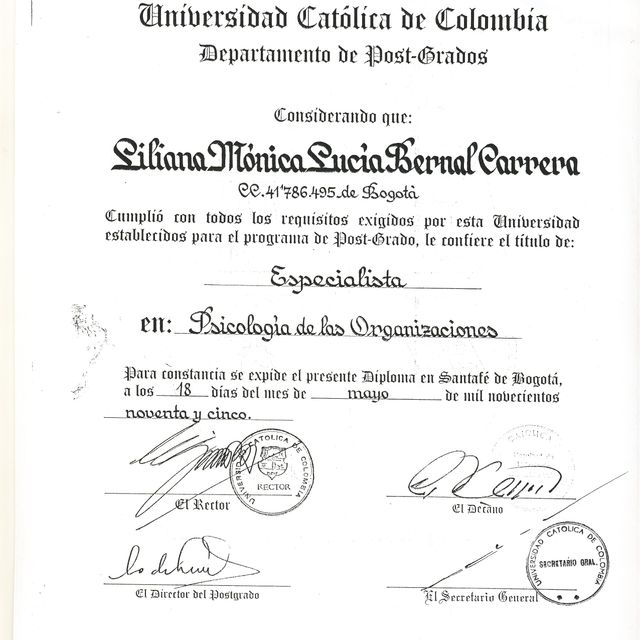 Universidad Católica de Colombia
Departamento de Post-Grados
Considerando que:
Liliana Mónica Lucía Bernal Carrera
CC. 41'786.495 de Bogotá
Cumplió con todos los requisitos exigidos por esta Universidad
establecidos para el programa de Post-Grado, le confiere el título de:
Especialista
en: Psicología de las Organizaciones
Para constancia se expide el presente Diploma en Santafé de Bogotá,
a los 18 días del mes de mayo de mil novecientos
noventa y cinco.
UNIVERSIDAD CATOLICA DE COLOMBIA
RECTOR
El Rector
CATOLICA
El Decano
El Director del Postgrado
UNIVERSIDAD CATOLICA DE COLOMBIA
SECRETARIO GRAL.
El Secretario General